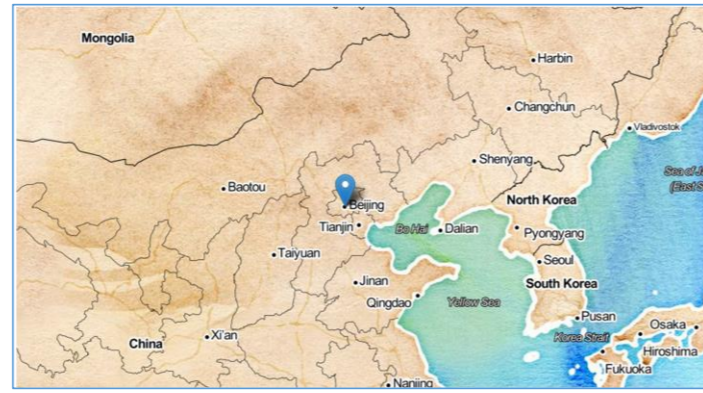 Mongolia
Harbin
Changchun
Vladivostok
Shenyang
Sea of J
(East S
Baotou
Beijing
North Korea
Tianjin
Bo Hai
Dalian
Pyongyang
Taiyuan
Seoul
Jinan
South Korea
Qingdao
Yellow Sea
Pusan
Osaka
Xi'an
Korea Strait
China
Hiroshima
Fukuoka
Nanjing